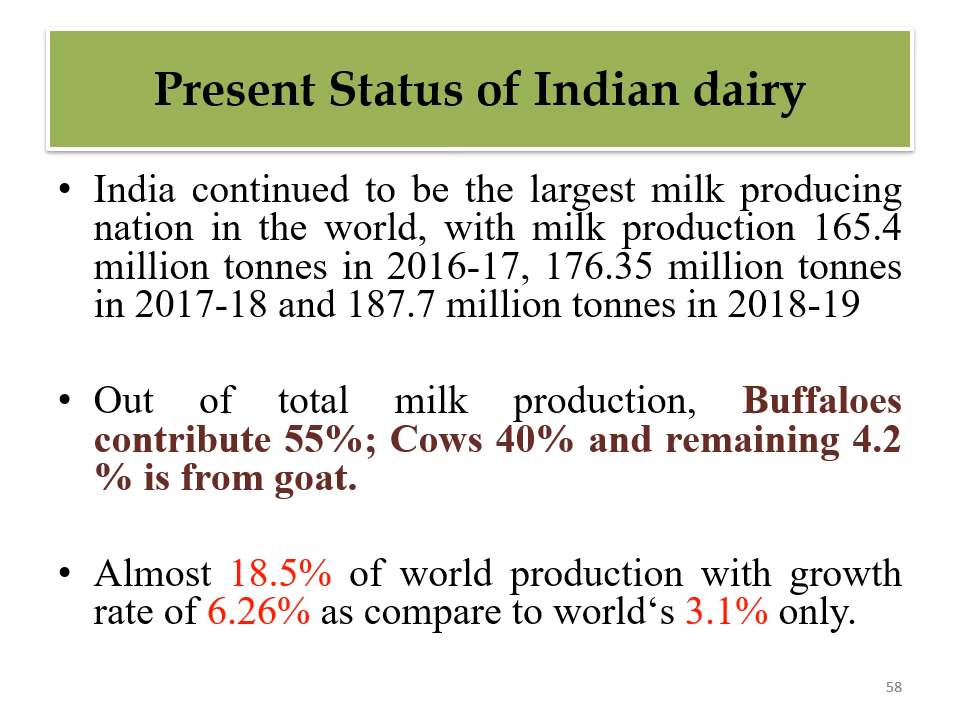 Present Status of Indian dairy
• India continued to be the largest milk producing
nation in the world, with milk production 165.4
million tonnes in 2016-17, 176.35 million tonnes
in 2017-18 and 187.7 million tonnes in 2018-19
• Out of total milk production, Buffaloes
contribute 55%; Cows 40% and remaining 4.2
% is from goat.
• Almost 18.5% of world production with growth
rate of 6.26% as compare to world‘s 3.1% only.
58